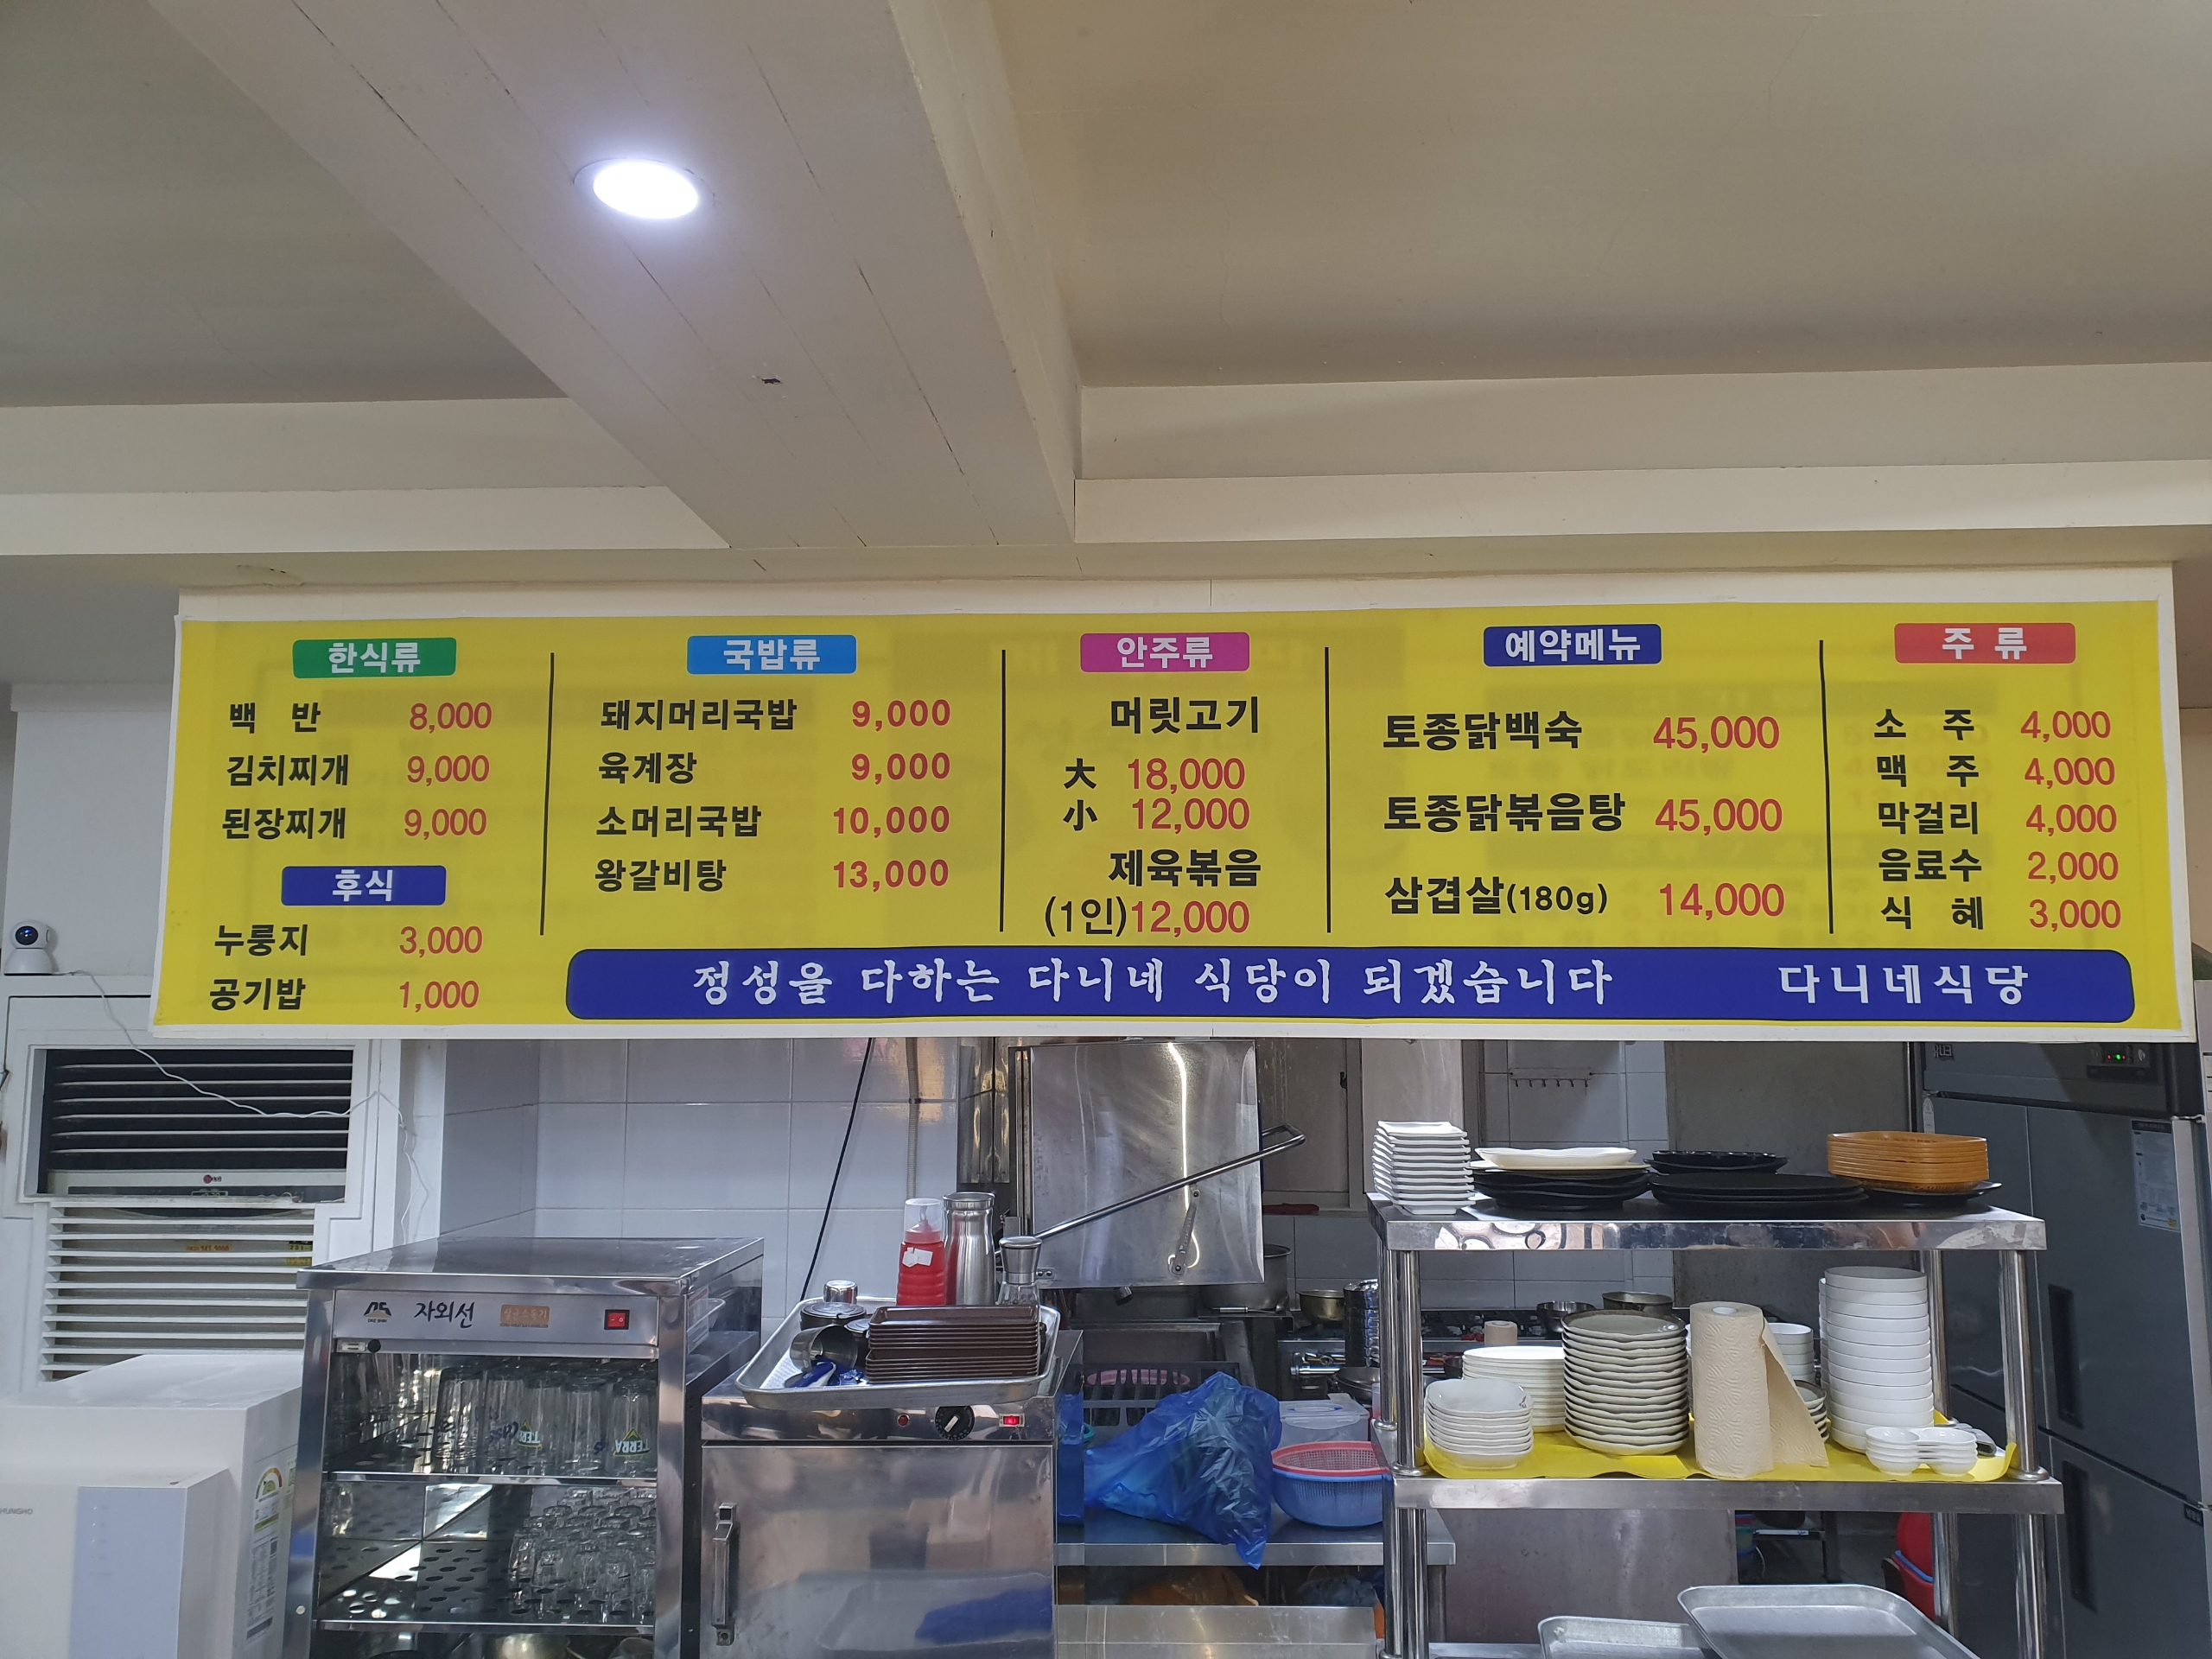 한식류
백 반 8,000
김치찌개 9,000
된장찌개 9,000
후식
누룽지 3,000
공기밥 1,000
국밥류
돼지머리국밥 9,000
육계장 9,000
소머리국밥 10,000
왕갈비탕 13,000
안주류
머릿고기
大 18,000
小 12,000
제육볶음
(1인)12,000
예약메뉴
토종닭백숙 45,000
토종닭볶음탕 45,000
삼겹살(180g) 14,000
주 류
소 주 4,000
맥 주 4,000
막걸리 4,000
음료수 2,000
식 혜 3,000
정성을 다하는 다니네 식당이 되겠습니다 다니네식당
자외선
TERRA